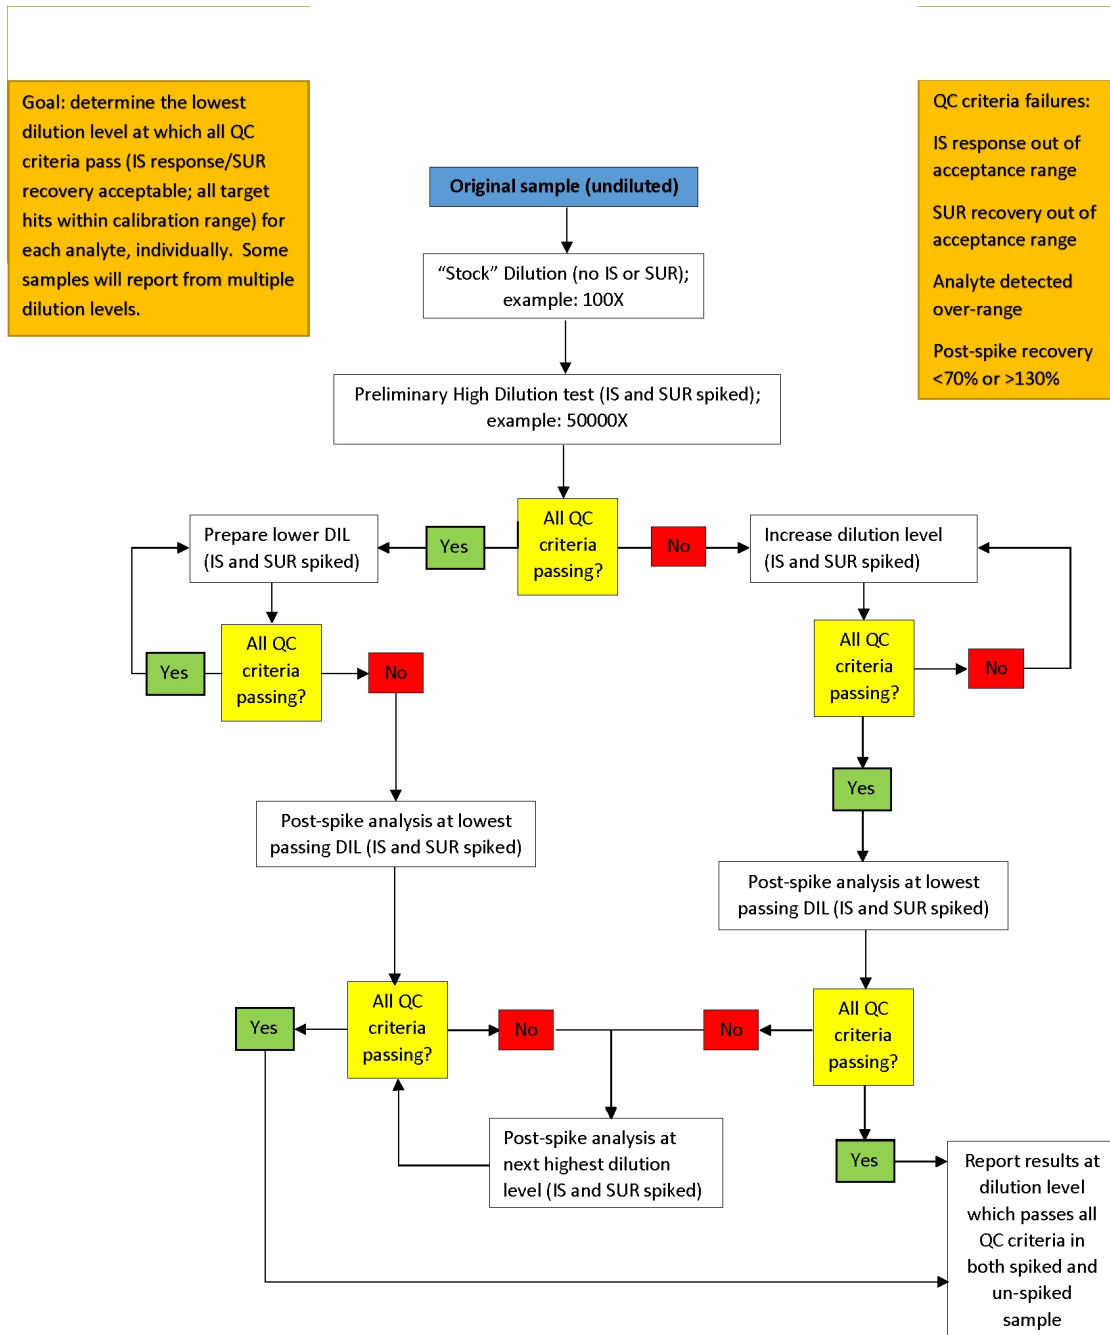 Goal: determine the lowest
dilution level at which all QC
criteria pass (IS response/SUR
recovery acceptable; all target
hits within calibration range) for
each analyte, individually.  Some
samples will report from multiple
dilution levels.
QC criteria failures:
IS response out of
acceptance range
SUR recovery out of
acceptance range
Analyte detected
over-range
Post-spike recovery
<70% or >130%
Original sample (undiluted)
“Stock” Dilution (no IS or SUR);
example: 100X
Preliminary High Dilution test (IS and SUR spiked);
example: 50000X
All QC
criteria
passing?
Yes
No
Prepare lower DIL
(IS and SUR spiked)
Increase dilution level
(IS and SUR spiked)
All QC
criteria
passing?
Yes
No
All QC
criteria
passing?
No
Yes
Post-spike analysis at lowest
passing DIL (IS and SUR spiked)
Post-spike analysis at lowest
passing DIL (IS and SUR spiked)
All QC
criteria
passing?
Yes
No
No
All QC
criteria
passing?
Post-spike analysis at
next highest dilution
level (IS and SUR spiked)
Yes
Report results at
dilution level
which passes all
QC criteria in
both spiked and
un-spiked
sample